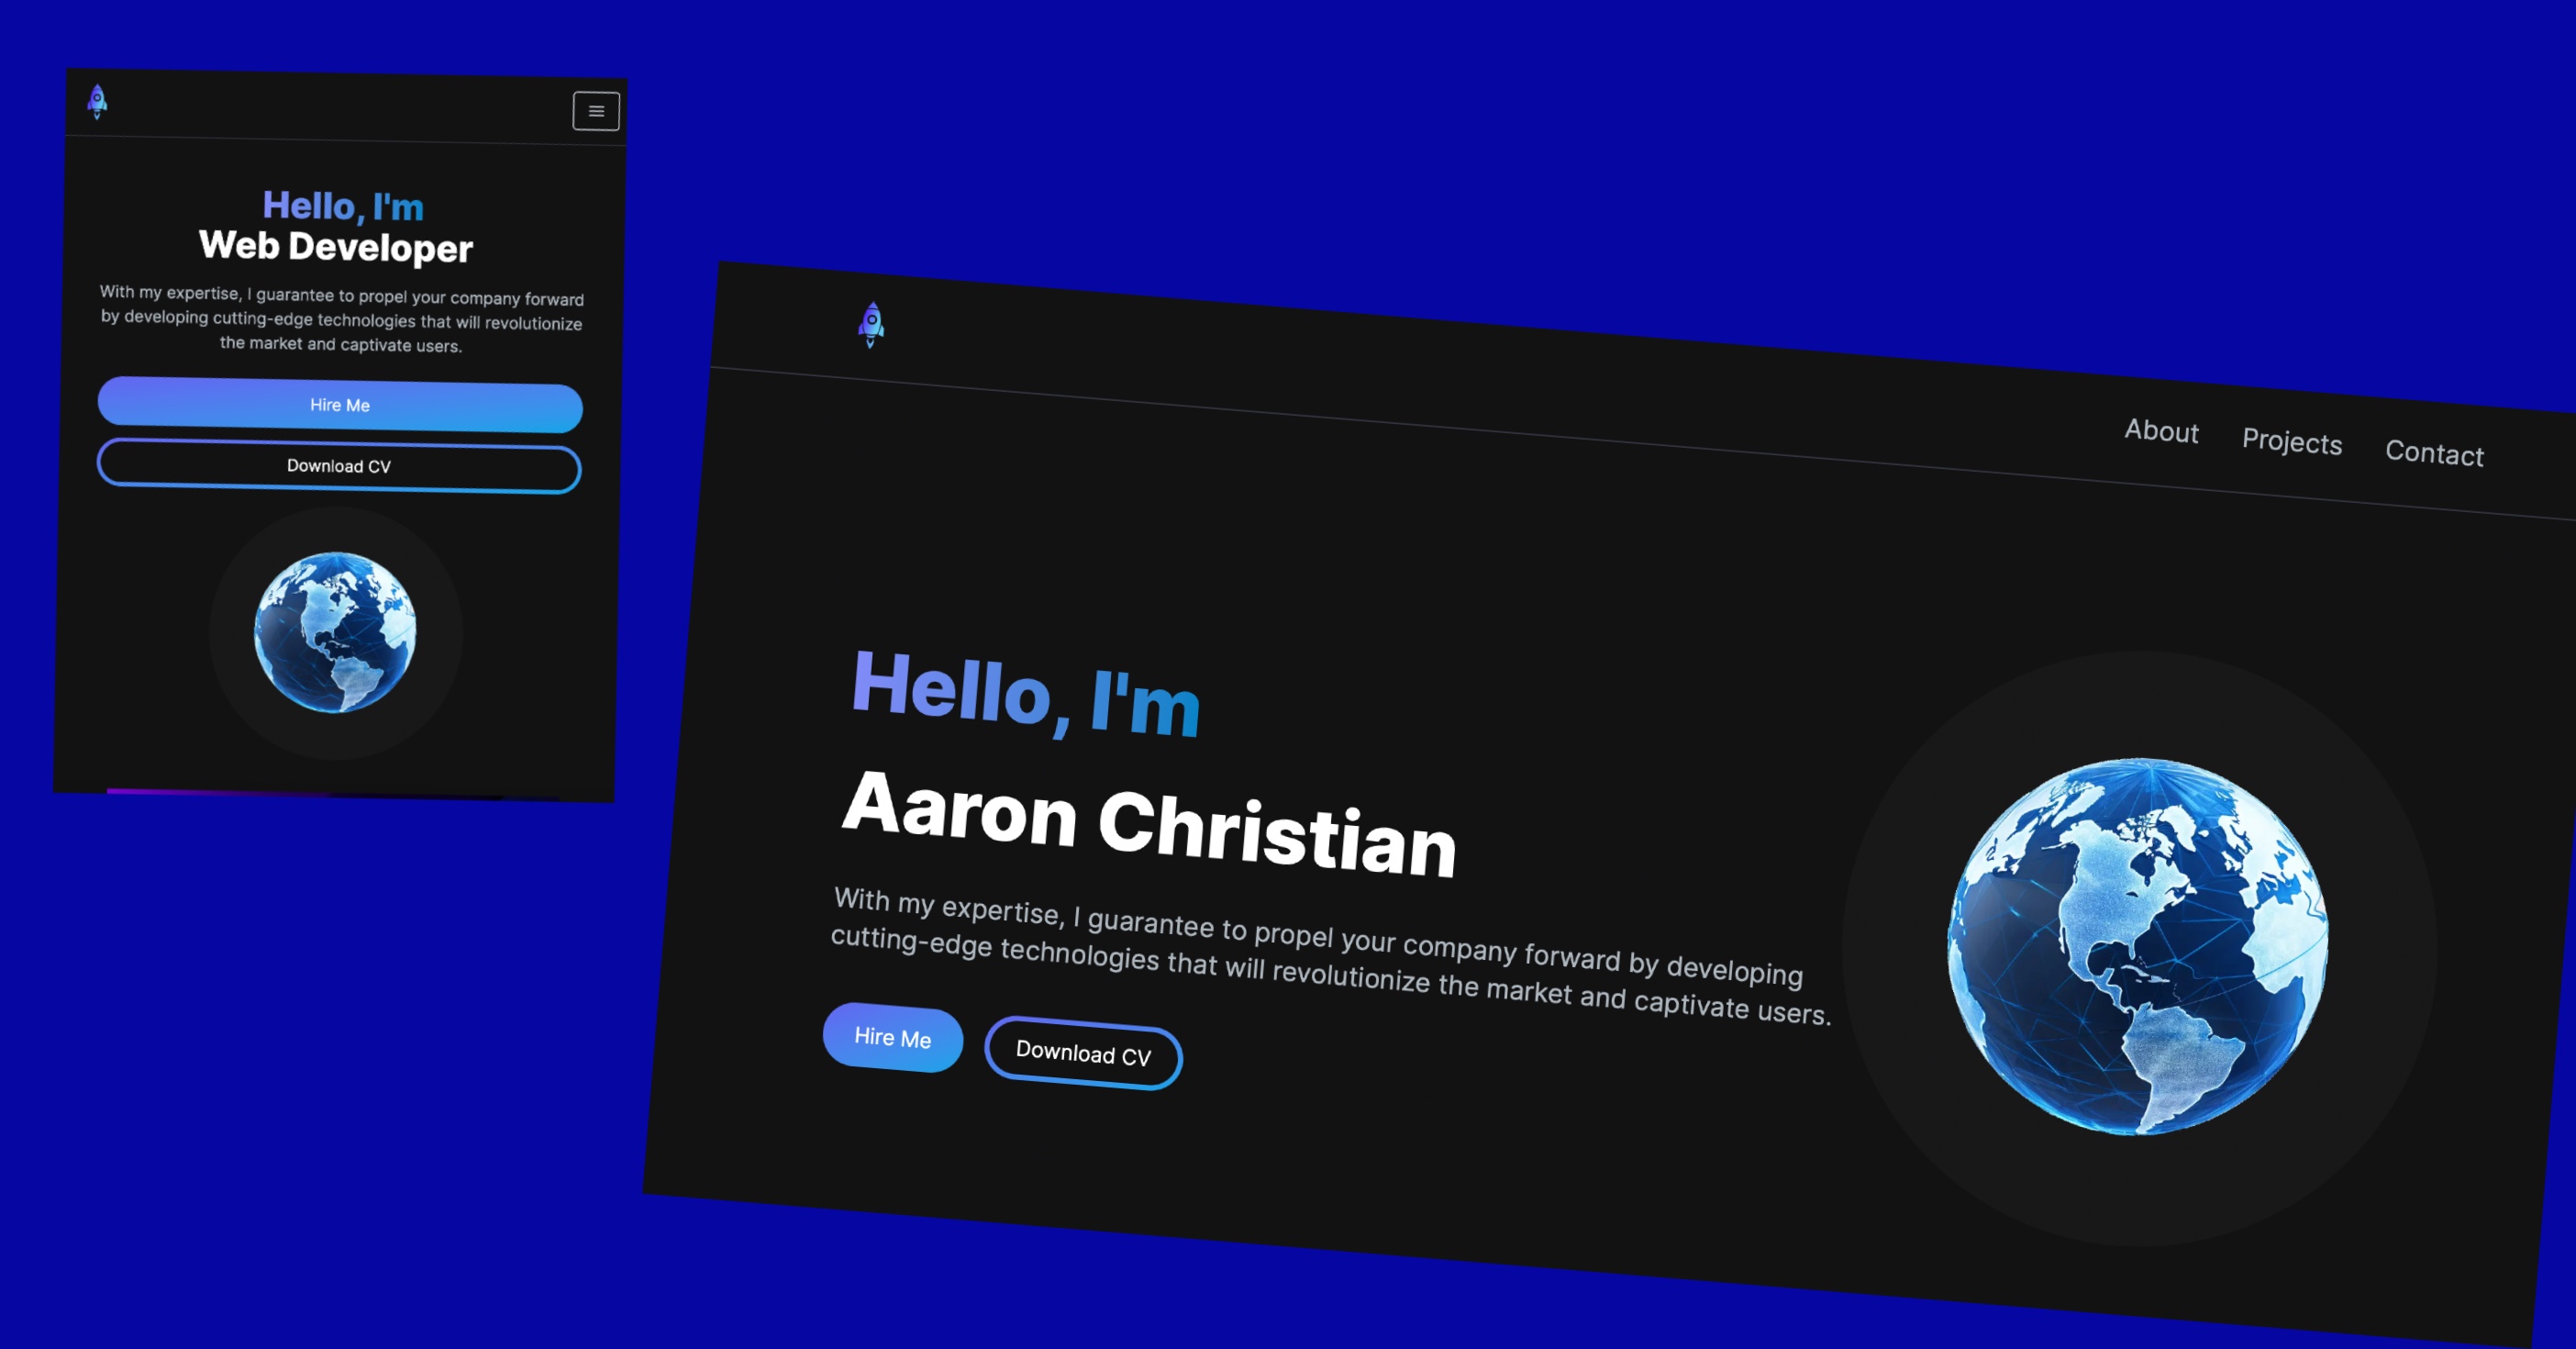 Hello, I'm
Web Developer
With my expertise, I guarantee to propel your company forward
by developing cutting-edge technologies that will revolutionize
the market and captivate users.
Hire Me
Download CV
About Projects Contact
Hello, I'm
Aaron Christian
With my expertise, I guarantee to propel your company forward by developing
cutting-edge technologies that will revolutionize the market and captivate users.
Hire Me Download CV